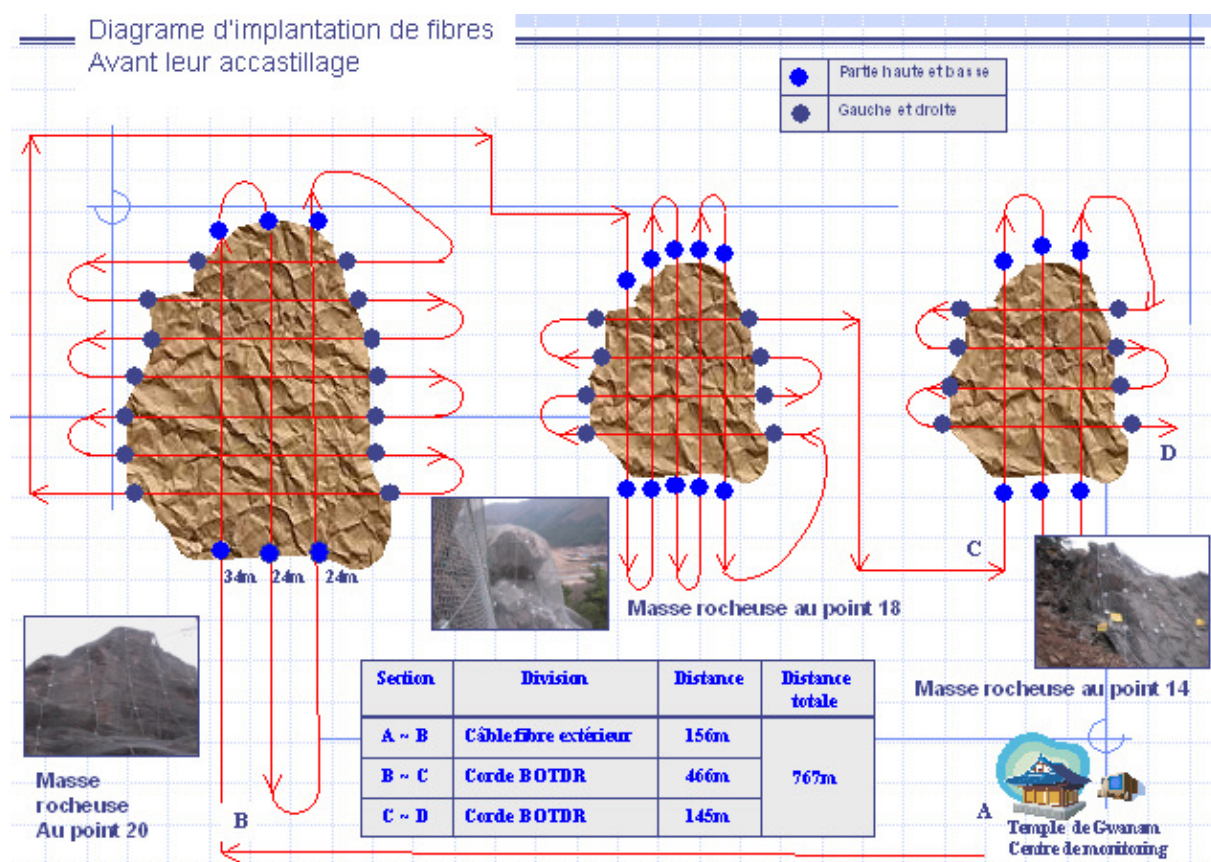 Diagrame d'implantation de fibres
Avant leur accastillage
Partie haute et basse
Gauche et droite
34m 24m 24m
Masse rocheuse au point 18
C
D
Masse rocheuse au point 14
Section Division Distance Distance totale
A ~ B Câble fibre extérieur 156m 767m
B ~ C Corde BOTDR 466m
C ~ D Corde BOTDR 145m
Masse
rocheuse
Au point 20
B
A
Temple de Gwanam
Centre de monitoring